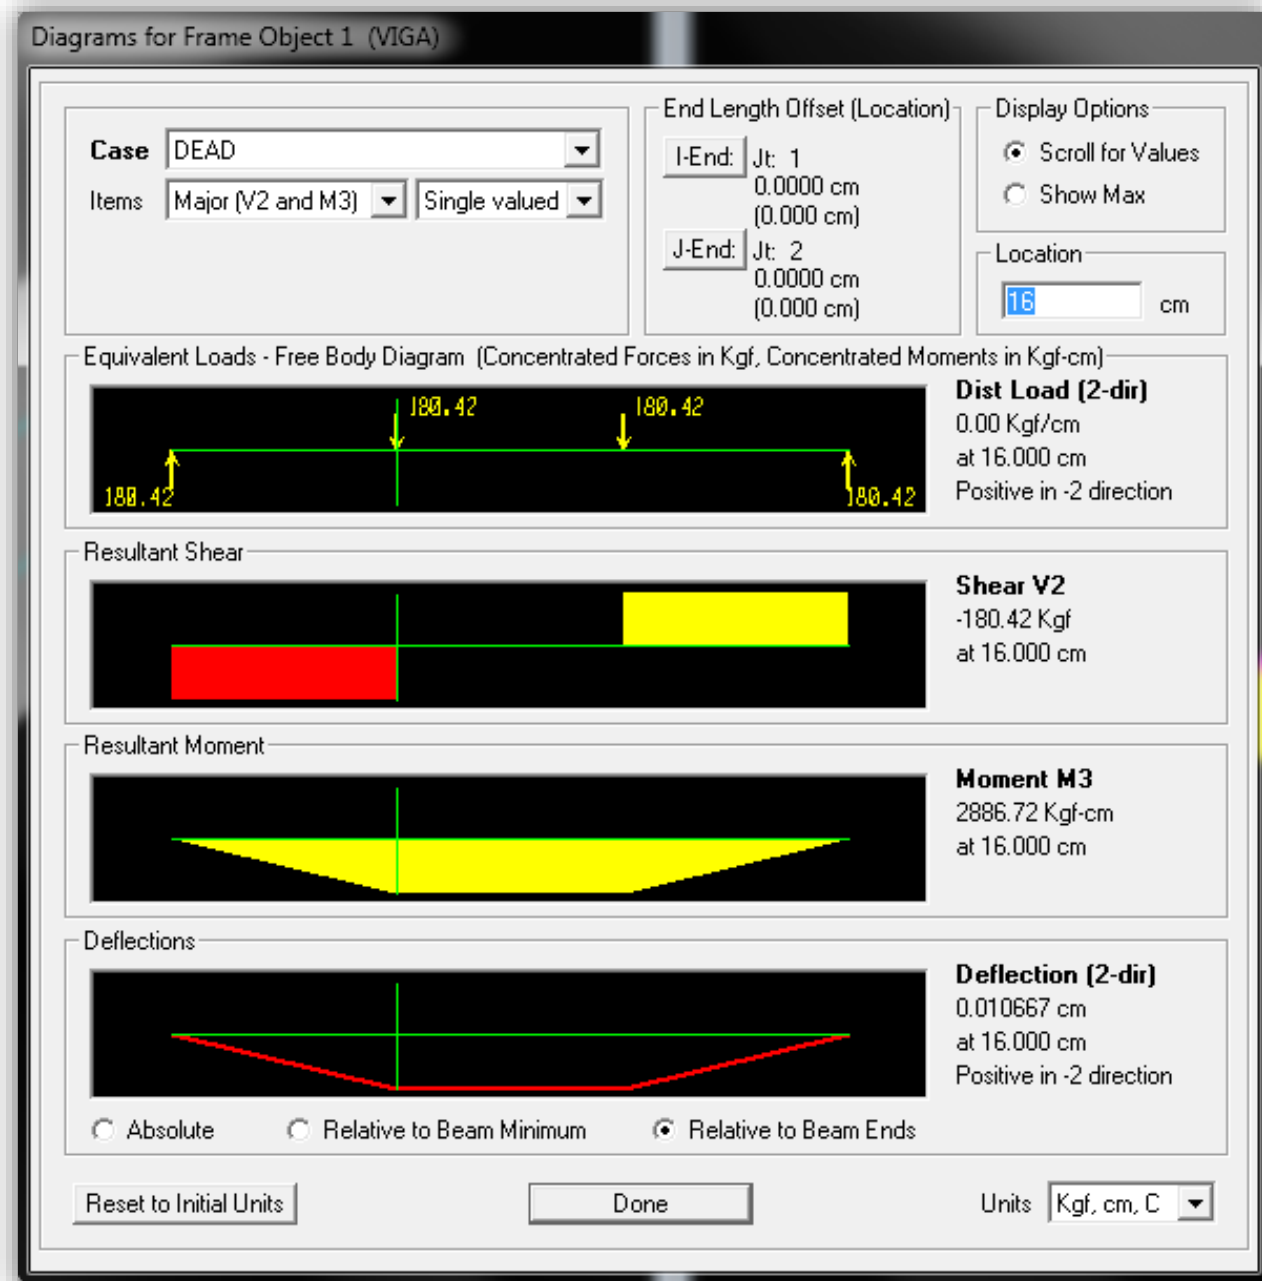 Diagrams for Frame Object 1 (VIGA)
Case DEAD
Items Major (V2 and M3) Single valued
End Length Offset (Location)
I-End: Jt: 1
0.0000 cm
(0.000 cm)
J-End: Jt: 2
0.0000 cm
(0.000 cm)
Display Options
Scroll for Values
Show Max
Location
16 cm
Equivalent Loads - Free Body Diagram (Concentrated Forces in Kgf, Concentrated Moments in Kgf-cm)
180.42 180.42
180.42 180.42
Dist Load (2-dir)
0.00 Kgf/cm
at 16.000 cm
Positive in -2 direction
Resultant Shear
Shear V2
-180.42 Kgf
at 16.000 cm
Resultant Moment
Moment M3
2886.72 Kgf-cm
at 16.000 cm
Deflections
Deflection (2-dir)
0.010667 cm
at 16.000 cm
Positive in -2 direction
Absolute Relative to Beam Minimum Relative to Beam Ends
Reset to Initial Units Done Units Kgf, cm, C